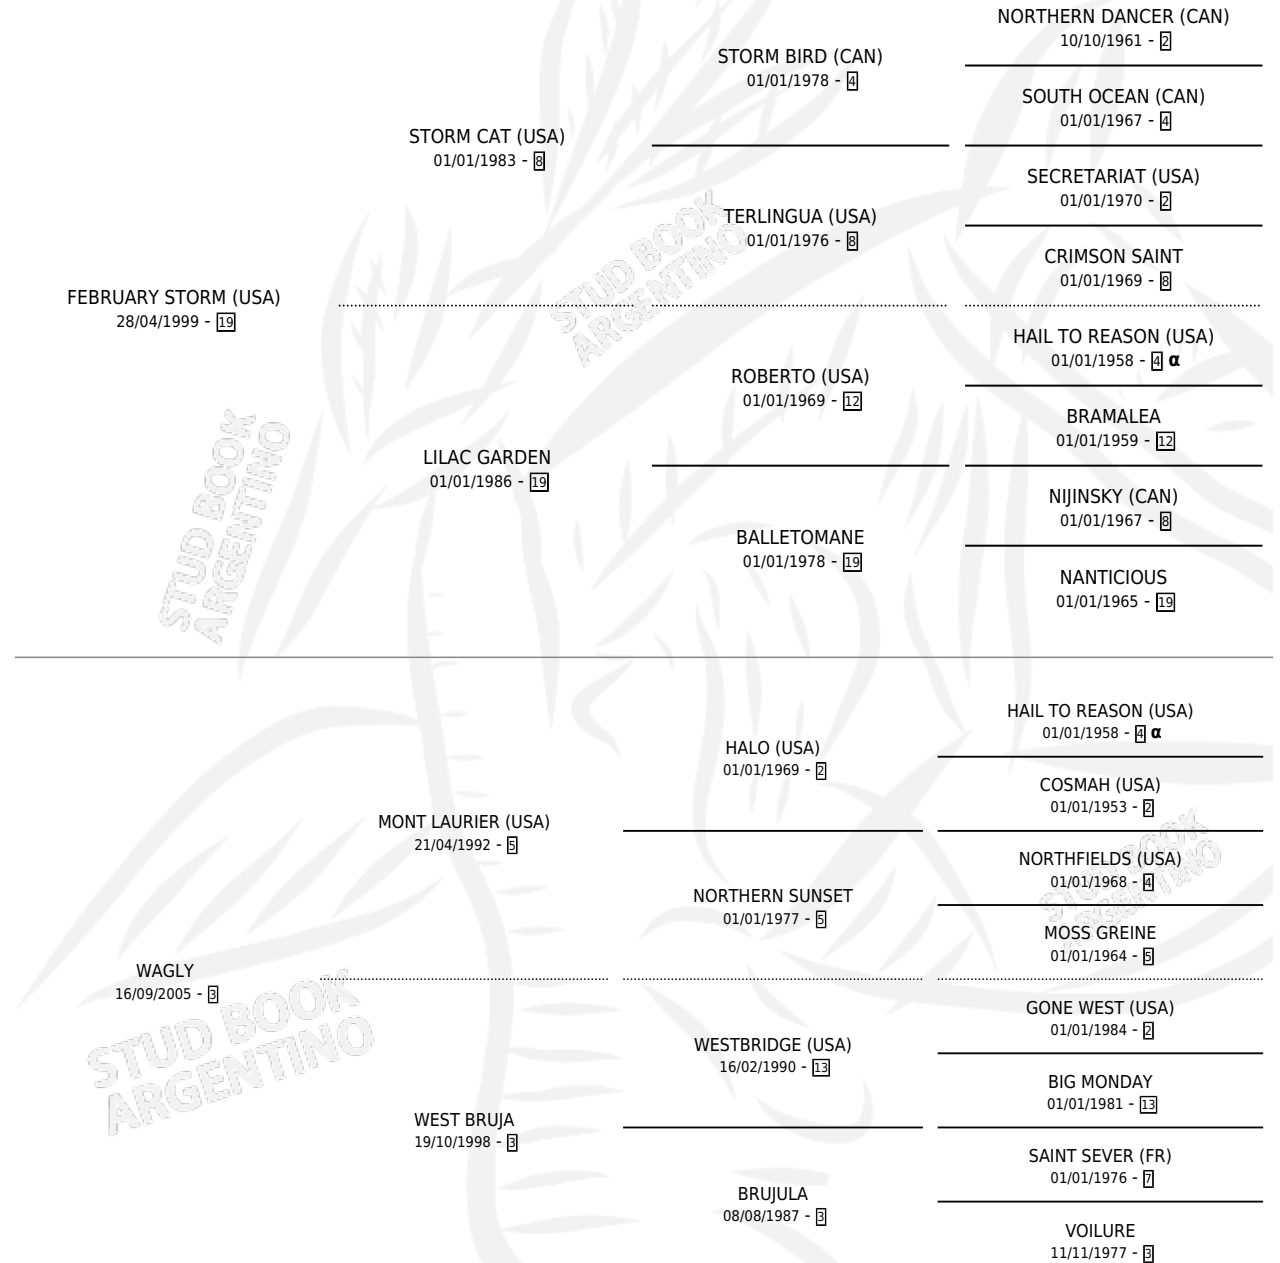 NORTHERN DANCER (CAN)
10/10/1961 - 2
STORM BIRD (CAN)
01/01/1978 - 4
SOUTH OCEAN (CAN)
01/01/1967 - 4
STORM CAT (USA)
01/01/1983 - 8
SECRETARIAT (USA)
01/01/1970 - 2
TERLINGUA (USA)
01/01/1976 - 8
CRIMSON SAINT
01/01/1969 - 8
FEBRUARY STORM (USA)
28/04/1999 - 19
HAIL TO REASON (USA)
01/01/1958 - 4 α
ROBERTO (USA)
01/01/1969 - 12
BRAMALEA
01/01/1959 - 12
LILAC GARDEN
01/01/1986 - 19
NIJINSKY (CAN)
01/01/1967 - 8
BALLETOMANE
01/01/1978 - 19
NANTICIOUS
01/01/1965 - 19
HAIL TO REASON (USA)
01/01/1958 - 4 α
HALO (USA)
01/01/1969 - 2
COSMAH (USA)
01/01/1953 - 2
MONT LAURIER (USA)
21/04/1992 - 5
NORTHFIELDS (USA)
01/01/1968 - 4
NORTHERN SUNSET
01/01/1977 - 5
MOSS GREINE
01/01/1964 - 5
WAGLY
16/09/2005 - 3
GONE WEST (USA)
01/01/1984 - 2
WESTBRIDGE (USA)
16/02/1990 - 13
BIG MONDAY
01/01/1981 - 13
WEST BRUJA
19/10/1998 - 3
SAINT SEVER (FR)
01/01/1976 - 7
BRUJULA
08/08/1987 - 3
VOILURE
11/11/1977 - 3
STUD BOOK
ARGENTINO
STUD BOOK
ARGENTINO
STUD BOOK
ARGENTINO
STUD BOOK
ARGENTINO